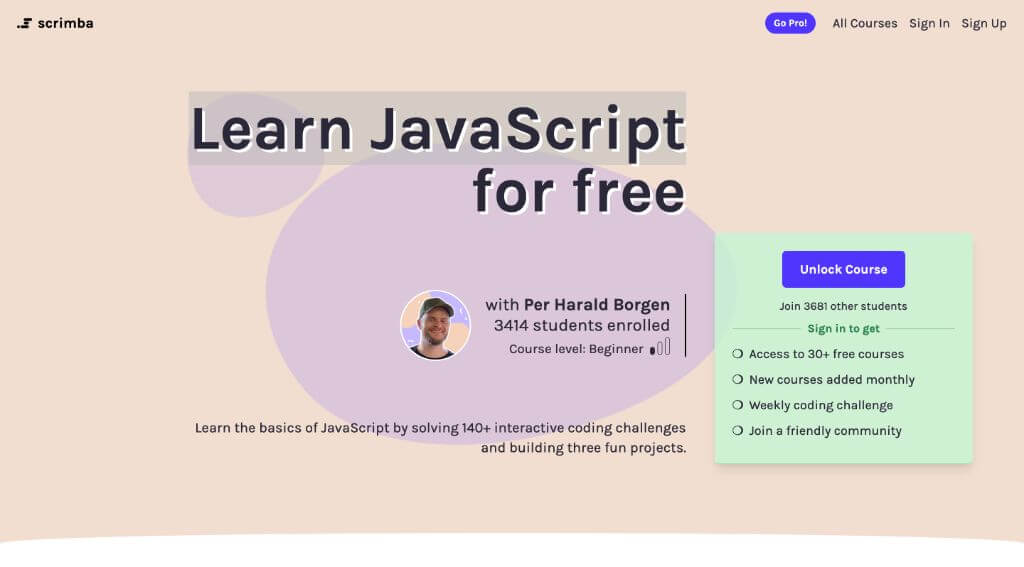 scrimba
Go Pro!
All Courses
Sign In
Sign Up
Learn JavaScript
for free
with Per Harald Borgen
3414 students enrolled
Course level: Beginner
Learn the basics of JavaScript by solving 140+ interactive coding challenges
and building three fun projects.
Unlock Course
Join 3681 other students
Sign in to get
Access to 30+ free courses
New courses added monthly
Weekly coding challenge
Join a friendly community